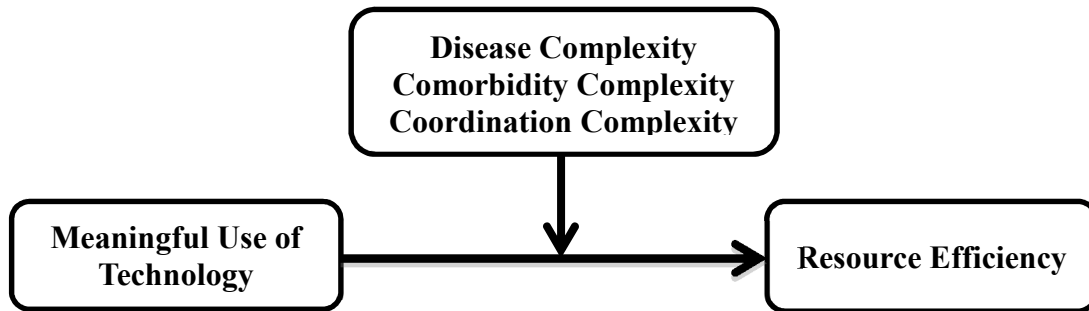 Disease Complexity
Comorbidity Complexity
Coordination Complexity
Meaningful Use of
Technology
Resource Efficiency